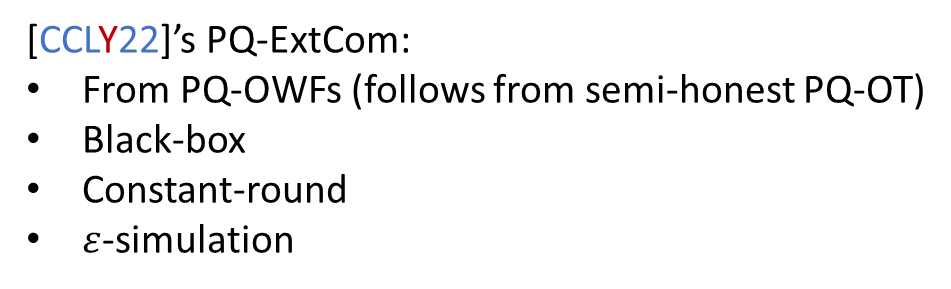 [CCLY22]’s PQ-ExtCom:
• From PQ-OWFs (follows from semi-honest PQ-OT)
• Black-box
• Constant-round
• 𝜀-simulation